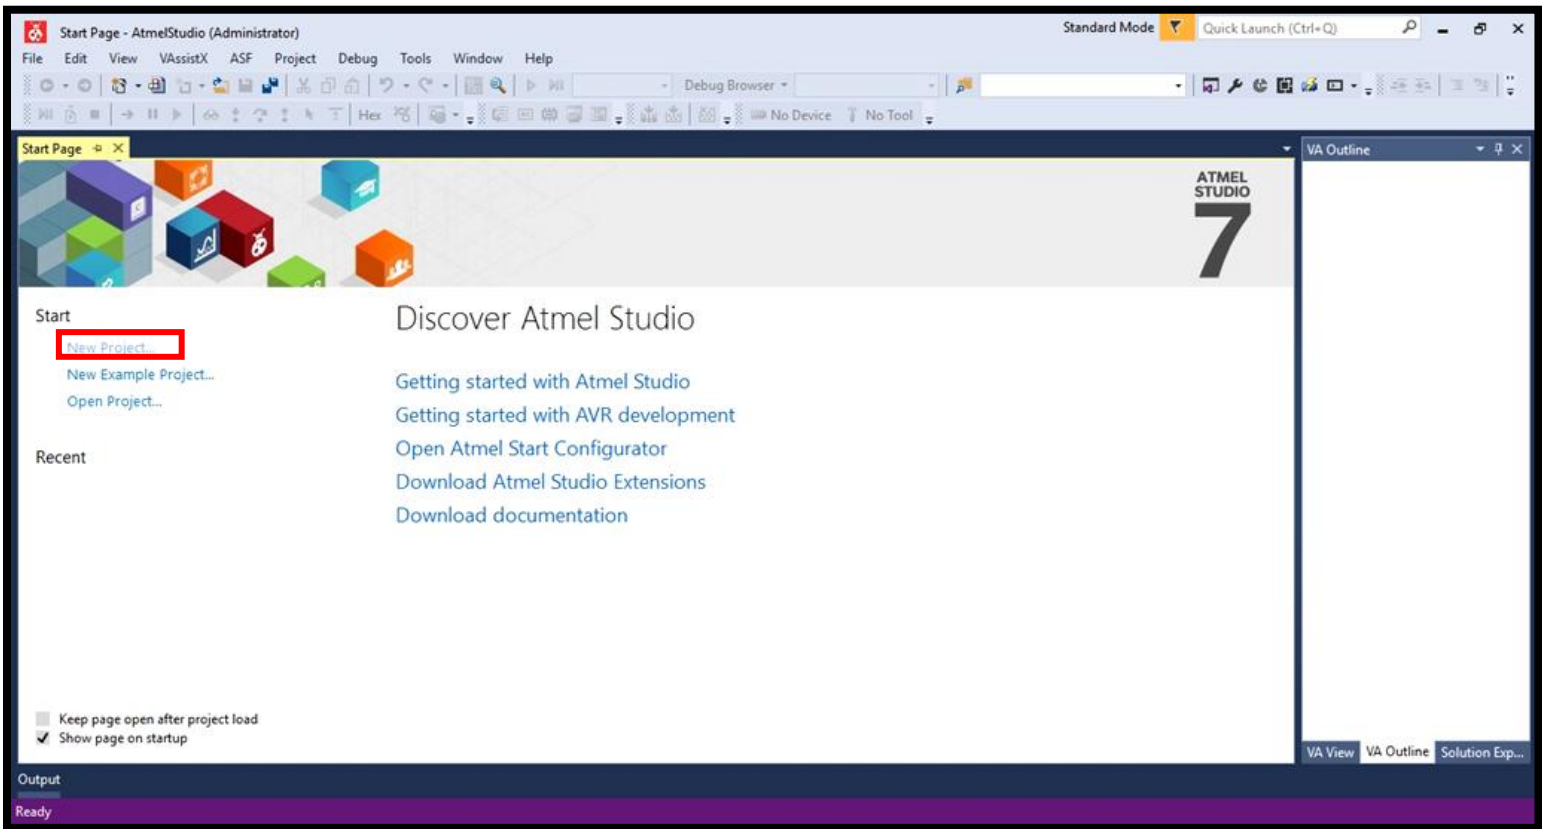 Start Page - AtmelStudio (Administrator)
Standard Mode
Quick Launch (Ctrl+Q)
File Edit View VAssistX ASF Project Debug Tools Window Help
Debug Browser
Hex
No Device
No Tool
Start Page
VA Outline
ATMEL
STUDIO
7
Start
Discover Atmel Studio
New Project...
New Example Project...
Open Project...
Getting started with Atmel Studio
Getting started with AVR development
Open Atmel Start Configurator
Download Atmel Studio Extensions
Download documentation
Recent
Keep page open after project load
Show page on startup
VA View VA Outline Solution Exp...
Output
Ready